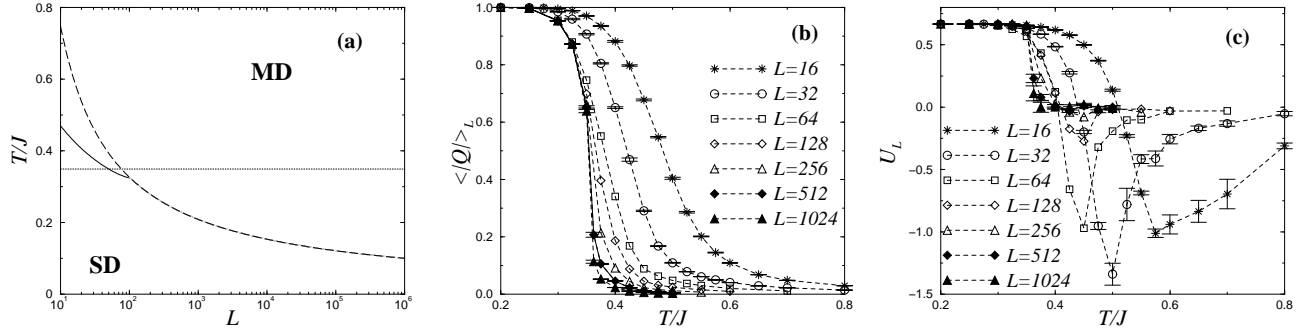 0.8
0.6
0.4
0.2
0.0
T/J
(a)
MD
SD
10^1
10^2
10^3
10^4
10^5
10^6
L
1.0
0.8
0.6
0.4
0.2
0.0
<|Q|>_L
(b)
L=16
L=32
L=64
L=128
L=256
L=512
L=1024
0.2
0.4
0.6
0.8
T/J
0.5
0.0
−0.5
−1.0
−1.5
U_L
(c)
L=16
L=32
L=64
L=128
L=256
L=512
L=1024
0.2
0.4
0.6
0.8
T/J